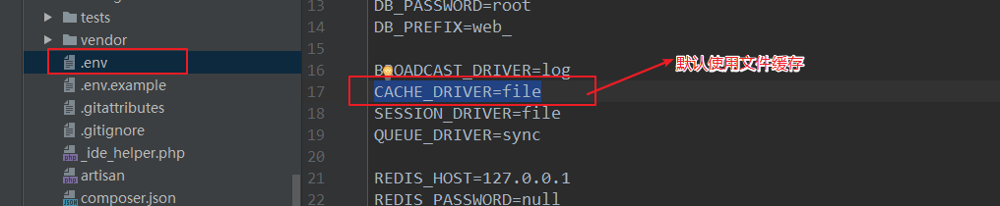 tests
vendor
.env
.env.example
.gitattributes
.gitignore
_ide_helper.php
artisan
composer.json
13 DB_PASSWORD=root
14 DB_PREFIX=web_
15
16 BROADCAST_DRIVER=log
17 CACHE_DRIVER=file
18 SESSION_DRIVER=file
19 QUEUE_DRIVER=sync
20
21 REDIS_HOST=127.0.0.1
22 REDIS_PASSWORD=null
默认使用文件缓存